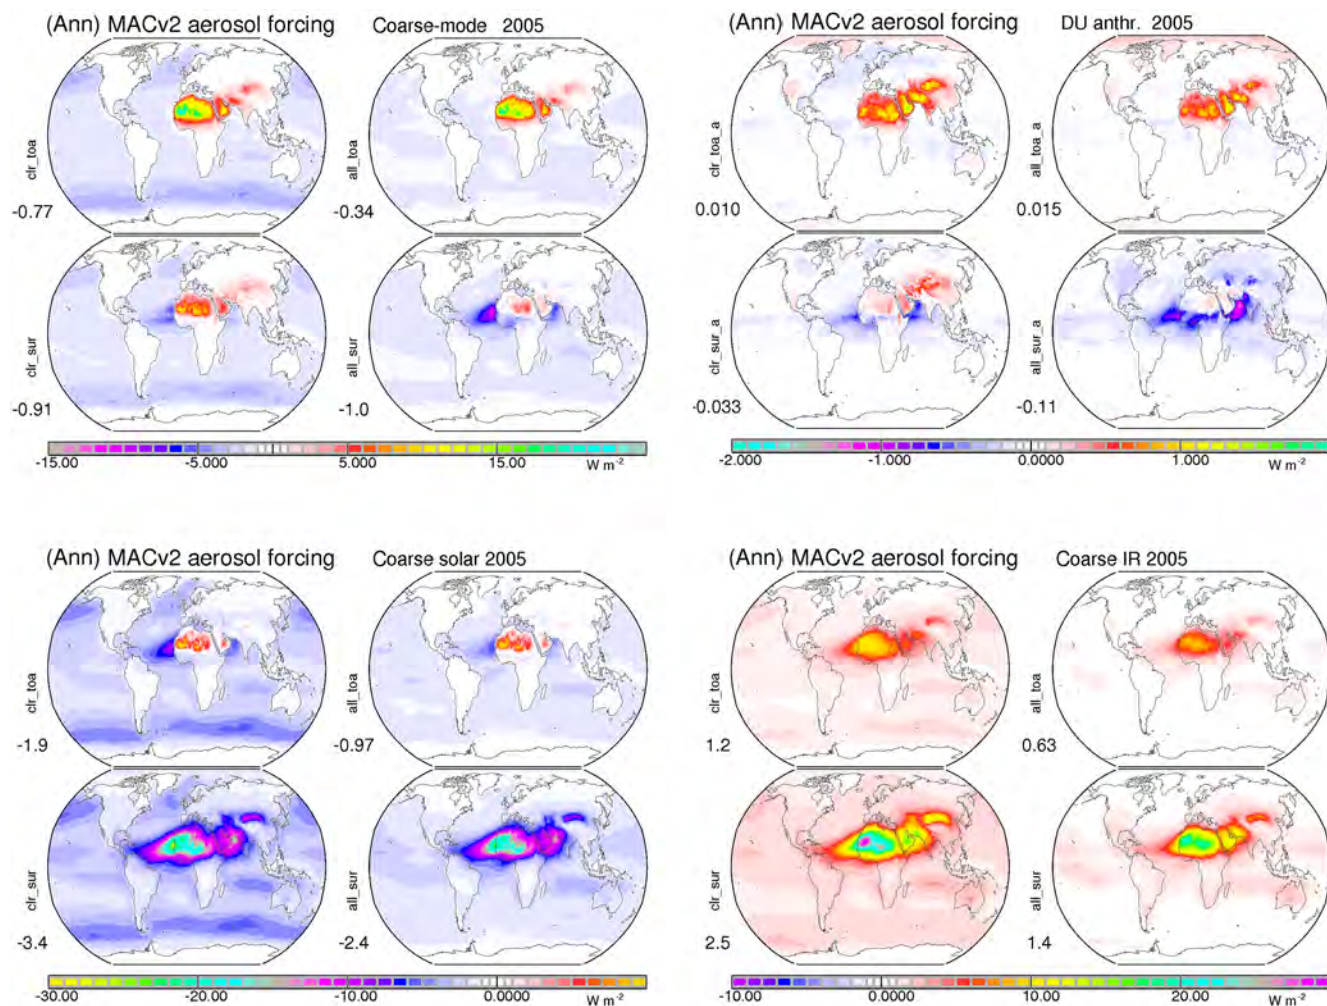 (Ann) MACv2 aerosol forcing Coarse-mode 2005
clr_toa
-0.77
all_toa
-0.34
clr_sur
-0.91
all_sur
-1.0
-15.00 -5.000 5.000 15.00 W m-2
(Ann) MACv2 aerosol forcing DU anthr. 2005
clr_toa_a
0.010
all_toa_a
0.015
clr_sur_a
-0.033
all_sur_a
-0.11
-2.000 -1.000 0.0000 1.000 W m-2
(Ann) MACv2 aerosol forcing Coarse solar 2005
clr_toa
-1.9
all_toa
-0.97
clr_sur
-3.4
all_sur
-2.4
-30.00 -20.00 0.0000 W m-2
(Ann) MACv2 aerosol forcing Coarse IR 2005
clr_toa
1.2
all_toa
0.63
clr_sur
2.5
all_sur
1.4
-10.00 0.0000 10.00 20.00 W m-2